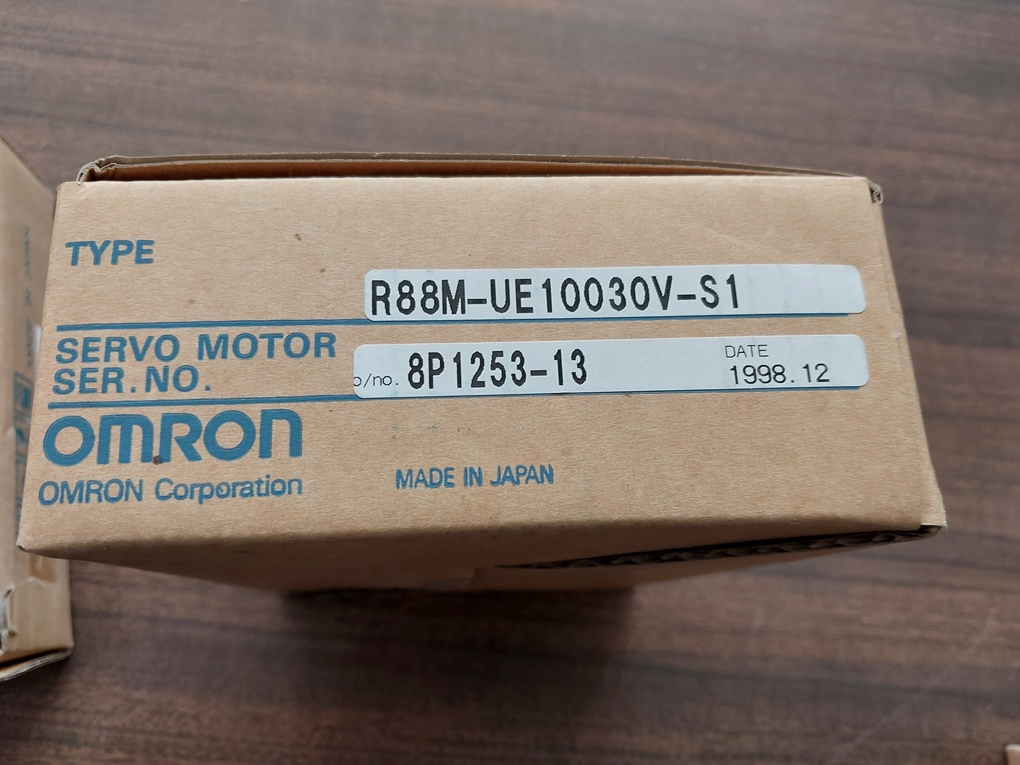 TYPE
R88M-UE10030V-S1
SERVO MOTOR
SER.NO.
o/no. 8P1253-13
DATE
1998.12
OMRON
OMRON Corporation
MADE IN JAPAN